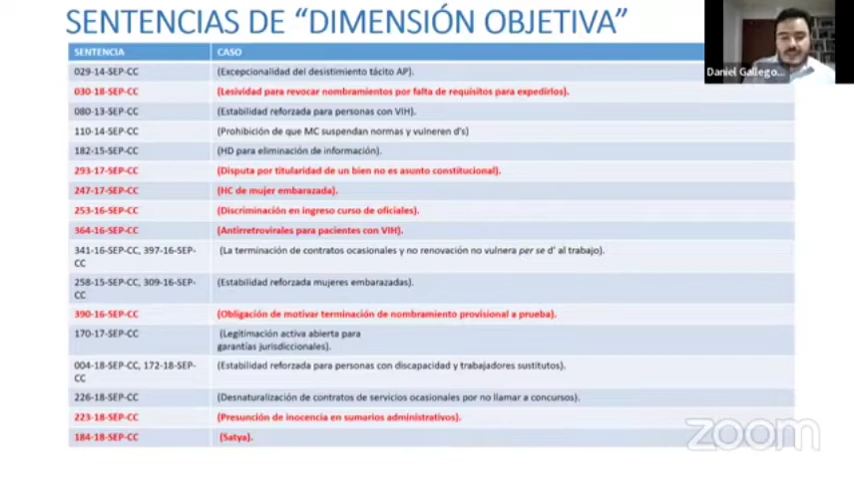 SENTENCIAS DE “DIMENSIÓN OBJETIVA”
Daniel Gallego...
SENTENCIA CASO
029-14-SEP-CC (Excepcionalidad del desistimiento tácito AP).
030-18-SEP-CC (Lesividad para revocar nombramientos por falta de requisitos para expedirlos).
080-13-SEP-CC (Estabilidad reforzada para personas con VIH).
110-14-SEP-CC (Prohibición de que MC suspendan normas y vulneren d's)
182-15-SEP-CC (HD para eliminación de información).
293-17-SEP-CC (Disputa por titularidad de un bien no es asunto constitucional).
247-17-SEP-CC (HC de mujer embarazada).
253-16-SEP-CC (Discriminación en ingreso curso de oficiales).
364-16-SEP-CC (Antirretrovirales para pacientes con VIH).
341-16-SEP-CC, 397-16-SEP- (La terminación de contratos ocasionales y no renovación no vulnera per se d' al trabajo).
CC
258-15-SEP-CC, 309-16-SEP- (Estabilidad reforzada mujeres embarazadas).
CC
390-16-SEP-CC (Obligación de motivar terminación de nombramiento provisional a prueba).
170-17-SEP-CC (Legitimación activa abierta para
garantías jurisdiccionales).
004-18-SEP-CC, 172-18-SEP- (Estabilidad reforzada para personas con discapacidad y trabajadores sustitutos).
CC
226-18-SEP-CC (Desnaturalización de contratos de servicios ocasionales por no llamar a concursos).
223-18-SEP-CC (Presunción de inocencia en sumarios administrativos).
184-18-SEP-CC (Satya).
zoom